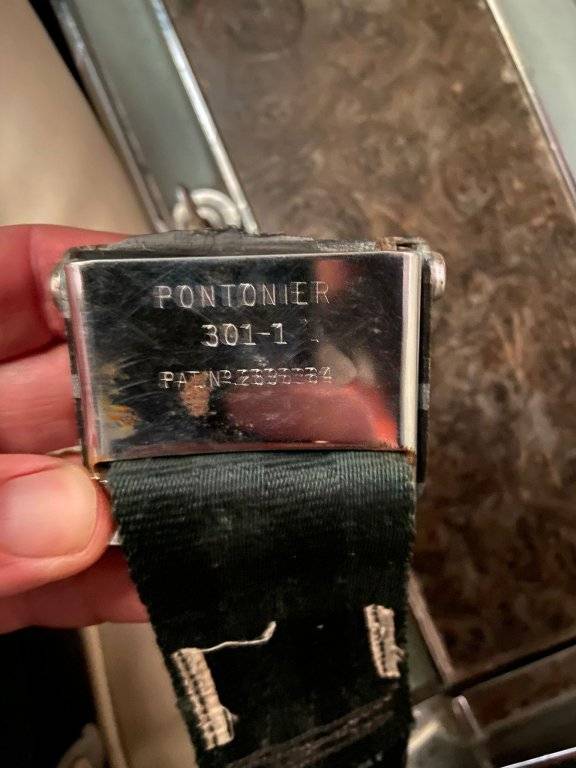 PONTONIER
301-1
PAT. Nº